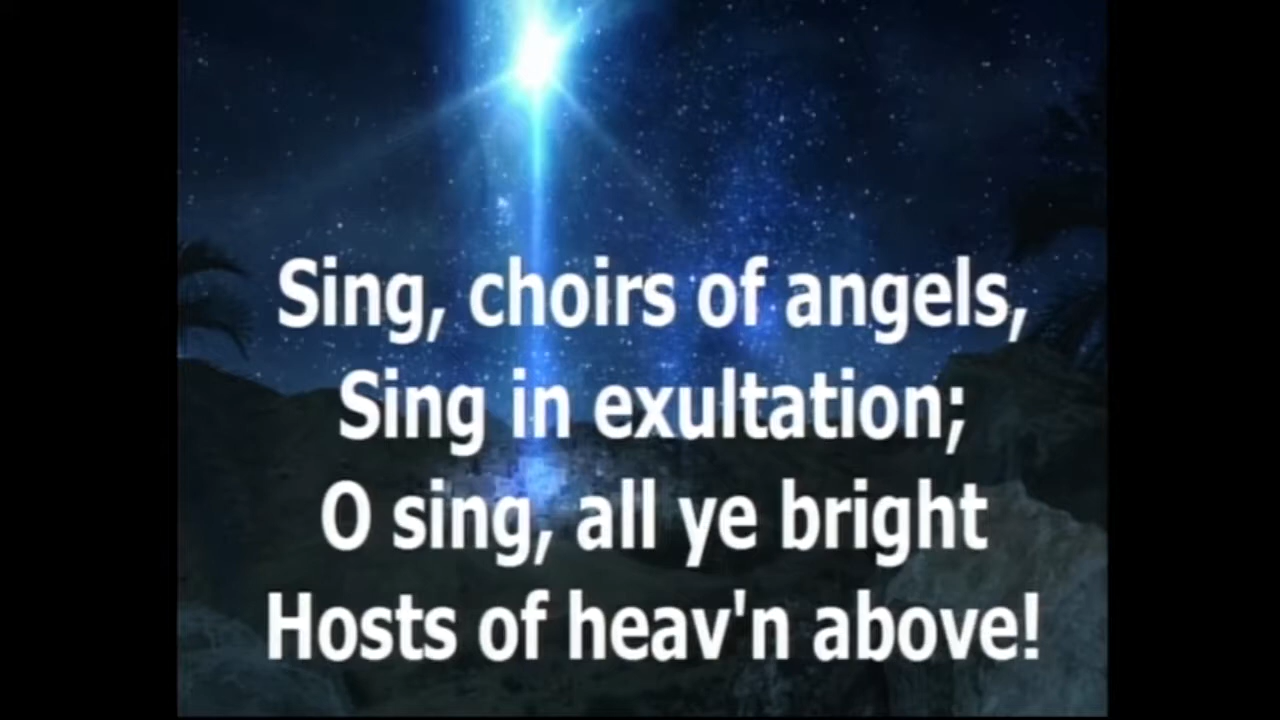 Sing, choirs of angels,
Sing in exultation;
O sing, all ye bright
Hosts of heav'n above!